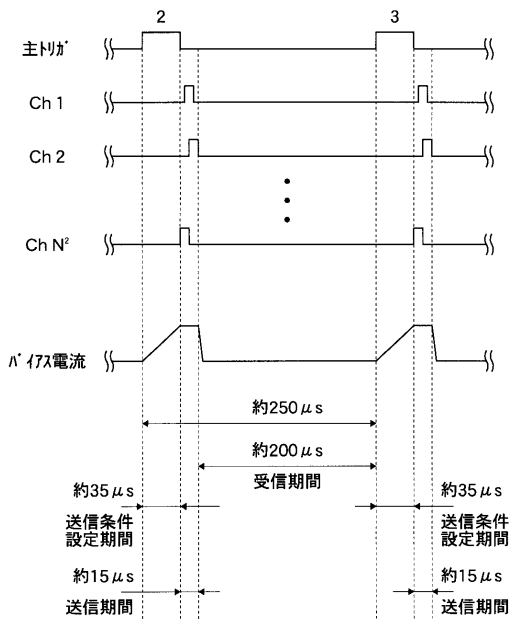 2 3
主トリガ
Ch 1
Ch 2
Ch N²
バイアス電流
約250μs
約200μs
受信期間
約35μs 約35μs
送信条件 送信条件
設定期間 設定期間
約15μs 約15μs
送信期間 送信期間